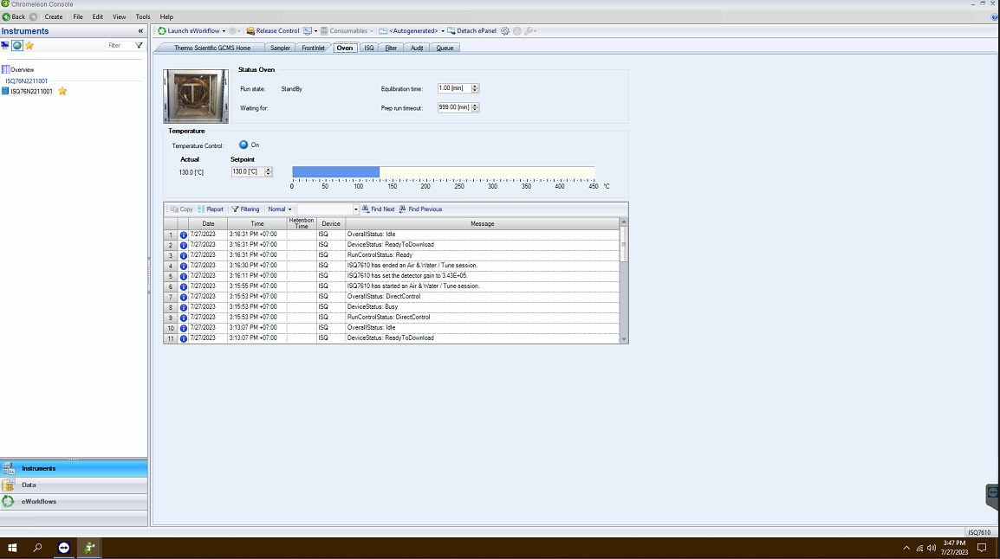 Chromeleon Console
Back Create File Edit View Tools Help
Instruments «
Launch eWorkflow Release Control Consumables <Autogenerated> Detach ePanel
Filter
Thermo Scientific GCMS Home Sampler FrontInlet Oven ISQ Filter Audit Queue
Overview
ISQ76N2211001
ISQ76N2211001
Status Oven
Run state: StandBy Equlibration time: 1.00 [min]
Waiting for: Prep run timeout: 999.00 [min]
Temperature
Temperature Control: On
Actual Setpoint
130.0 [°C] 130.0 [°C]
0 50 100 150 200 250 300 350 400 450 °C
Copy Report Filtering Normal Find Next Find Previous
Date Time Retention Time Device Message
1 7/27/2023 3:16:31 PM +07:00 ISQ OverallStatus: Idle
2 7/27/2023 3:16:31 PM +07:00 ISQ DeviceStatus: ReadyToDownload
3 7/27/2023 3:16:31 PM +07:00 ISQ RunControlStatus: Ready
4 7/27/2023 3:16:30 PM +07:00 ISQ ISQ7610 has ended an Air & Water / Tune session.
5 7/27/2023 3:16:11 PM +07:00 ISQ ISQ7610 has set the detector gain to 3.43E+05.
6 7/27/2023 3:15:55 PM +07:00 ISQ ISQ7610 has started an Air & Water / Tune session.
7 7/27/2023 3:15:53 PM +07:00 ISQ OverallStatus: DirectControl
8 7/27/2023 3:15:53 PM +07:00 ISQ DeviceStatus: Busy
9 7/27/2023 3:15:53 PM +07:00 ISQ RunControlStatus: DirectControl
10 7/27/2023 3:13:07 PM +07:00 ISQ OverallStatus: Idle
11 7/27/2023 3:13:07 PM +07:00 ISQ DeviceStatus: ReadyToDownload
Instruments
Data
eWorkflows
ISQ7610
3:47 PM
7/27/2023